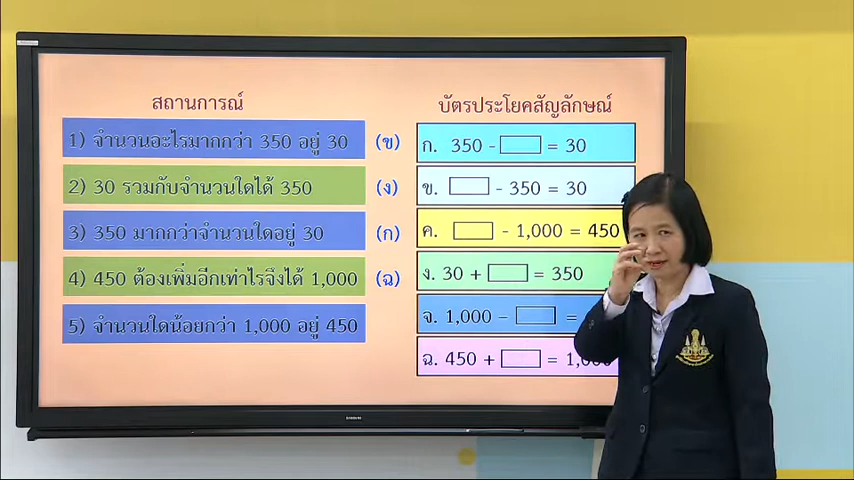 สถานการณ์
บัตรประโยคสัญลักษณ์
1) จำนวนอะไรมากกว่า 350 อยู่ 30 (ข)
ก. 350 - = 30
2) 30 รวมกับจำนวนใดได้ 350 (ง)
ข. - 350 = 30
3) 350 มากกว่าจำนวนใดอยู่ 30 (ก)
ค. - 1,000 = 450
4) 450 ต้องเพิ่มอีกเท่าไรจึงได้ 1,000 (ฉ)
ง. 30 + = 350
5) จำนวนใดน้อยกว่า 1,000 อยู่ 450
จ. 1,000 - =
ฉ. 450 + =